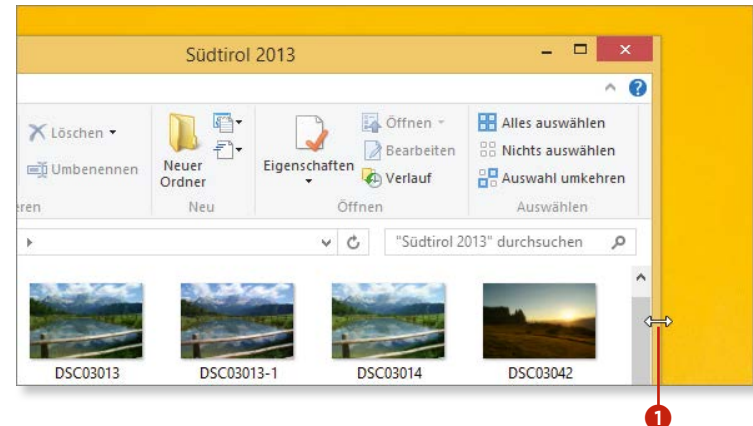 Südtirol 2013
Löschen
Umbenennen
eren
Neuer
Ordner
Neu
Eigenschaften
Öffnen
Bearbeiten
Verlauf
Öffnen
Alles auswählen
Nichts auswählen
Auswahl umkehren
Auswählen
"Südtirol 2013" durchsuchen
DSC03013
DSC03013-1
DSC03014
DSC03042
1